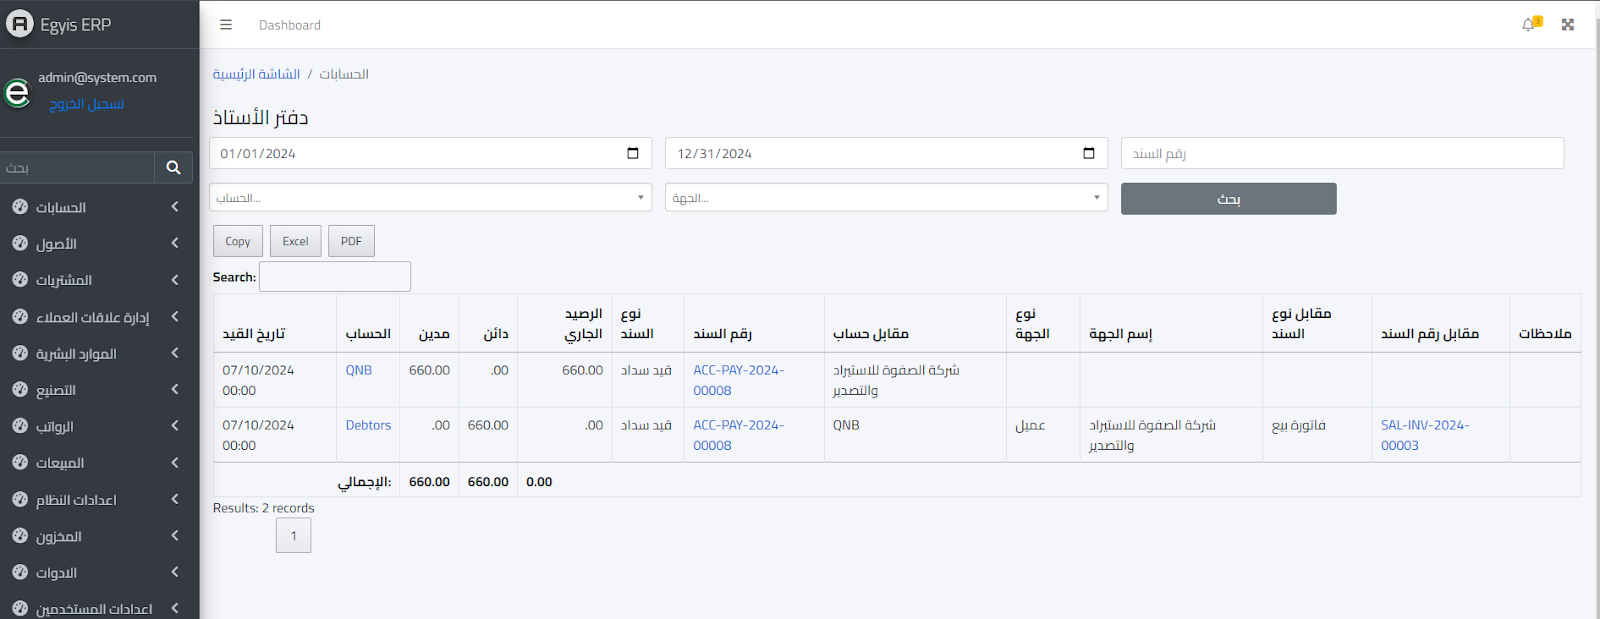 Egyis ERP
Dashboard
3
admin@system.com
تسجيل الخروج
بحث
الحسابات
الأصول
المشتريات
إدارة علاقات العملاء
الموارد البشرية
التصنيع
الرواتب
المبيعات
اعدادات النظام
المخزون
الادوات
اعدادات المستخدمين
الشاشة الرئيسية / الحسابات
دفتر الأستاذ
01/01/2024
12/31/2024
رقم السند
الحساب...
الجهة...
بحث
Copy Excel PDF
Search:
تاريخ القيد الحساب مدين دائن الرصيد الجاري نوع السند رقم السند مقابل حساب نوع الجهة إسم الجهة مقابل نوع السند مقابل رقم السند ملاحظات
07/10/2024 00:00 QNB 660.00 .00 660.00 قيد سداد ACC-PAY-2024-00008 شركة الصفوة للاستيراد والتصدير
07/10/2024 00:00 Debtors .00 660.00 .00 قيد سداد ACC-PAY-2024-00008 QNB عميل شركة الصفوة للاستيراد والتصدير فاتورة بيع SAL-INV-2024-00003
الإجمالي: 660.00 660.00 0.00
Results: 2 records
1